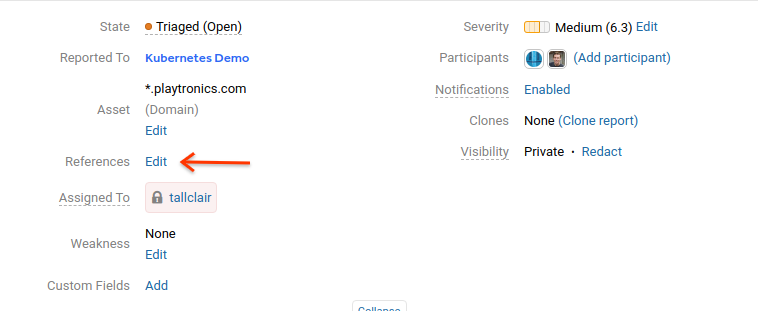 State Triaged (Open)
Reported To Kubernetes Demo
*.playtronics.com
Asset (Domain)
Edit
References Edit
Assigned To tallclair
Weakness None
Edit
Custom Fields Add
Severity Medium (6.3) Edit
Participants (Add participant)
Notifications Enabled
Clones None (Clone report)
Visibility Private · Redact
Collapse